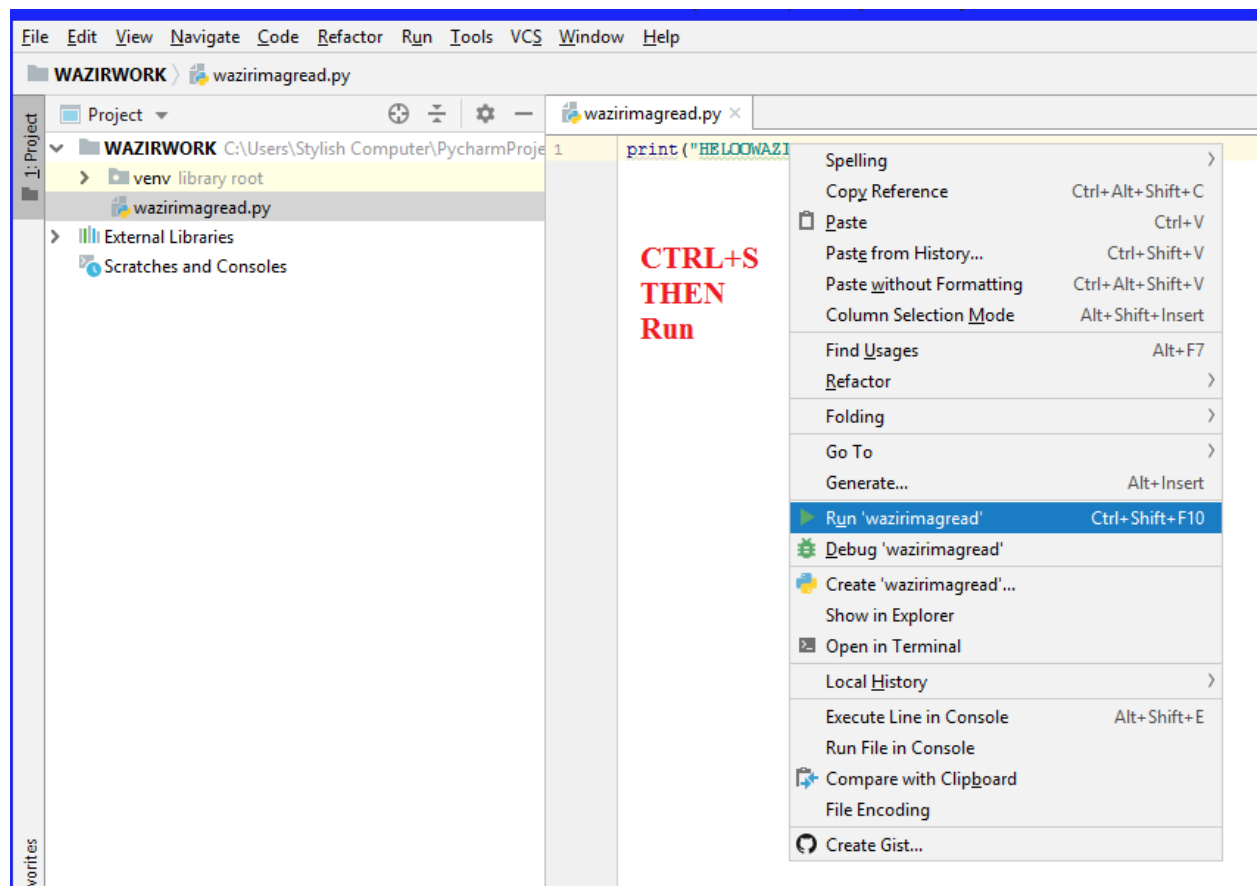 File Edit View Navigate Code Refactor Run Tools VCS Window Help
WAZIRWORK wazirimagread.py
1: Project
Project
WAZIRWORK C:\Users\Stylish Computer\PycharmProje
venv library root
wazirimagread.py
External Libraries
Scratches and Consoles
wazirimagread.py
1 print("HELOOWAZI
CTRL+S
THEN
Run
Spelling
Copy Reference Ctrl+Alt+Shift+C
Paste Ctrl+V
Paste from History... Ctrl+Shift+V
Paste without Formatting Ctrl+Alt+Shift+V
Column Selection Mode Alt+Shift+Insert
Find Usages Alt+F7
Refactor
Folding
Go To
Generate... Alt+Insert
Run 'wazirimagread' Ctrl+Shift+F10
Debug 'wazirimagread'
Create 'wazirimagread'...
Show in Explorer
Open in Terminal
Local History
Execute Line in Console Alt+Shift+E
Run File in Console
Compare with Clipboard
File Encoding
Create Gist...
vorites